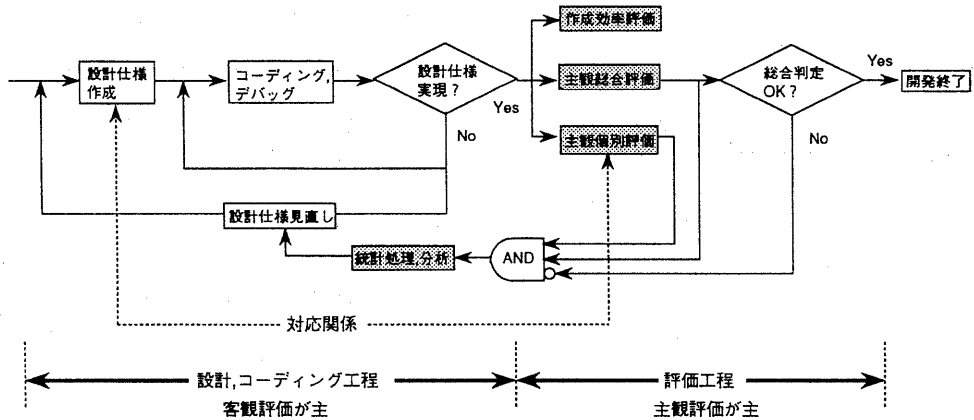 作成効率評価
設計仕様
作成
コーディング,
デバッグ
設計仕様
実現？
Yes
No
主観総合評価
主観個別評価
総合判定
OK？
Yes
No
開発終了
設計仕様見直し
統計処理,分析
AND
対応関係
設計,コーディング工程
客観評価が主
評価工程
主観評価が主